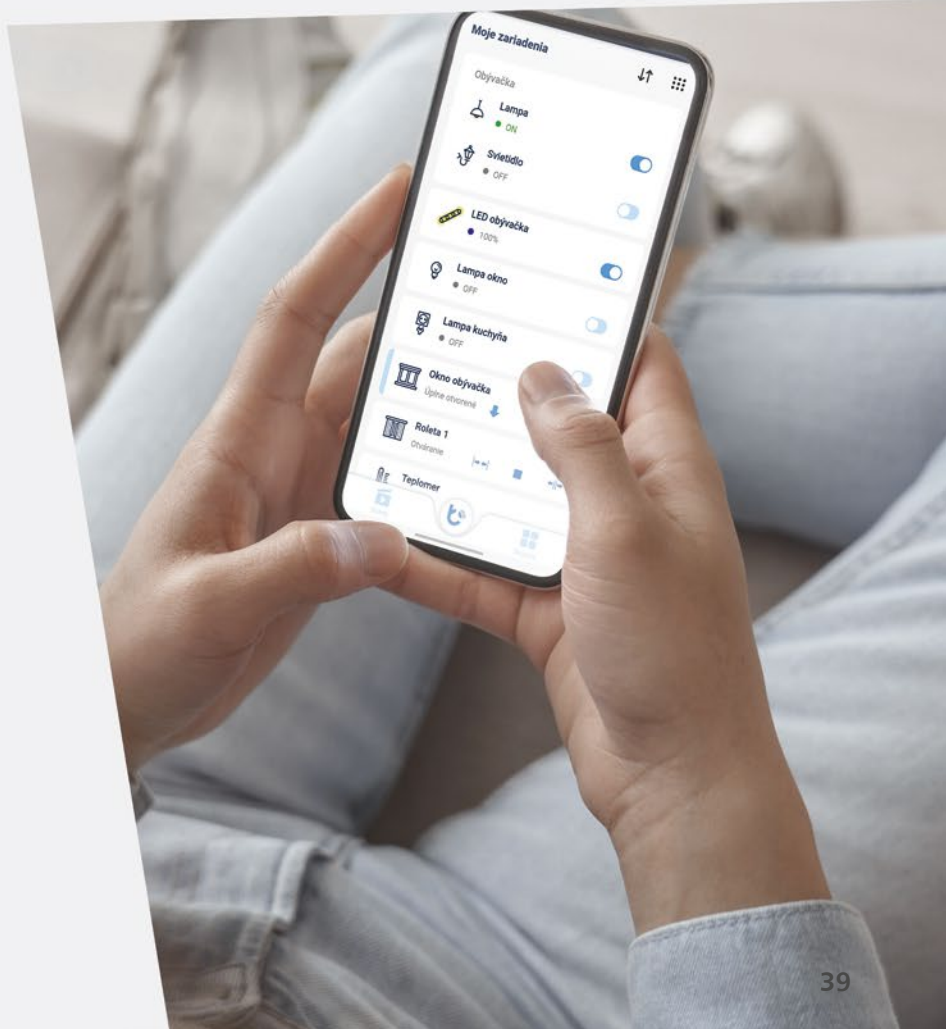 Moje zariadenia
Obývačka
Lampa
ON
Svietidlo
OFF
LED obývačka
100%
Lampa okno
OFF
Lampa kuchyňa
OFF
Okno obývačka
Úplne otvorené
Roleta 1
Otváranie
Teplomer
39